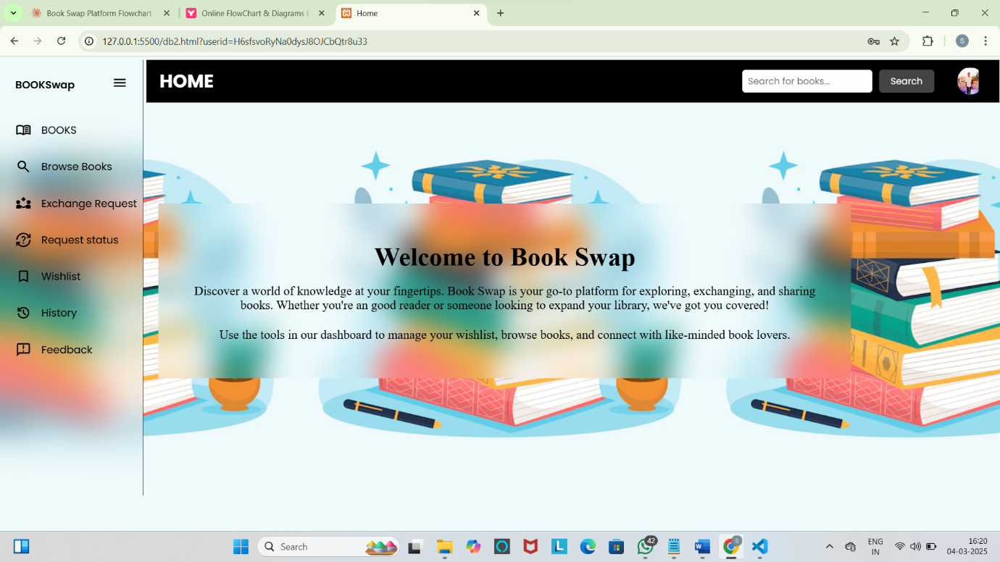 Book Swap Platform Flowchart
Online FlowChart & Diagrams E
Home
127.0.0.1:5500/db2.html?userid=H6sfsvoRyNa0dysJ8OJCbQtr8u33
S
BOOKSwap
HOME
Search for books...
Search
BOOKS
Browse Books
Exchange Request
Request status
Wishlist
History
Feedback
Welcome to Book Swap
Discover a world of knowledge at your fingertips. Book Swap is your go-to platform for exploring, exchanging, and sharing
books. Whether you're an good reader or someone looking to expand your library, we've got you covered!
Use the tools in our dashboard to manage your wishlist, browse books, and connect with like-minded book lovers.
Search
L
42
S
ENG
IN
16:20
04-03-2025